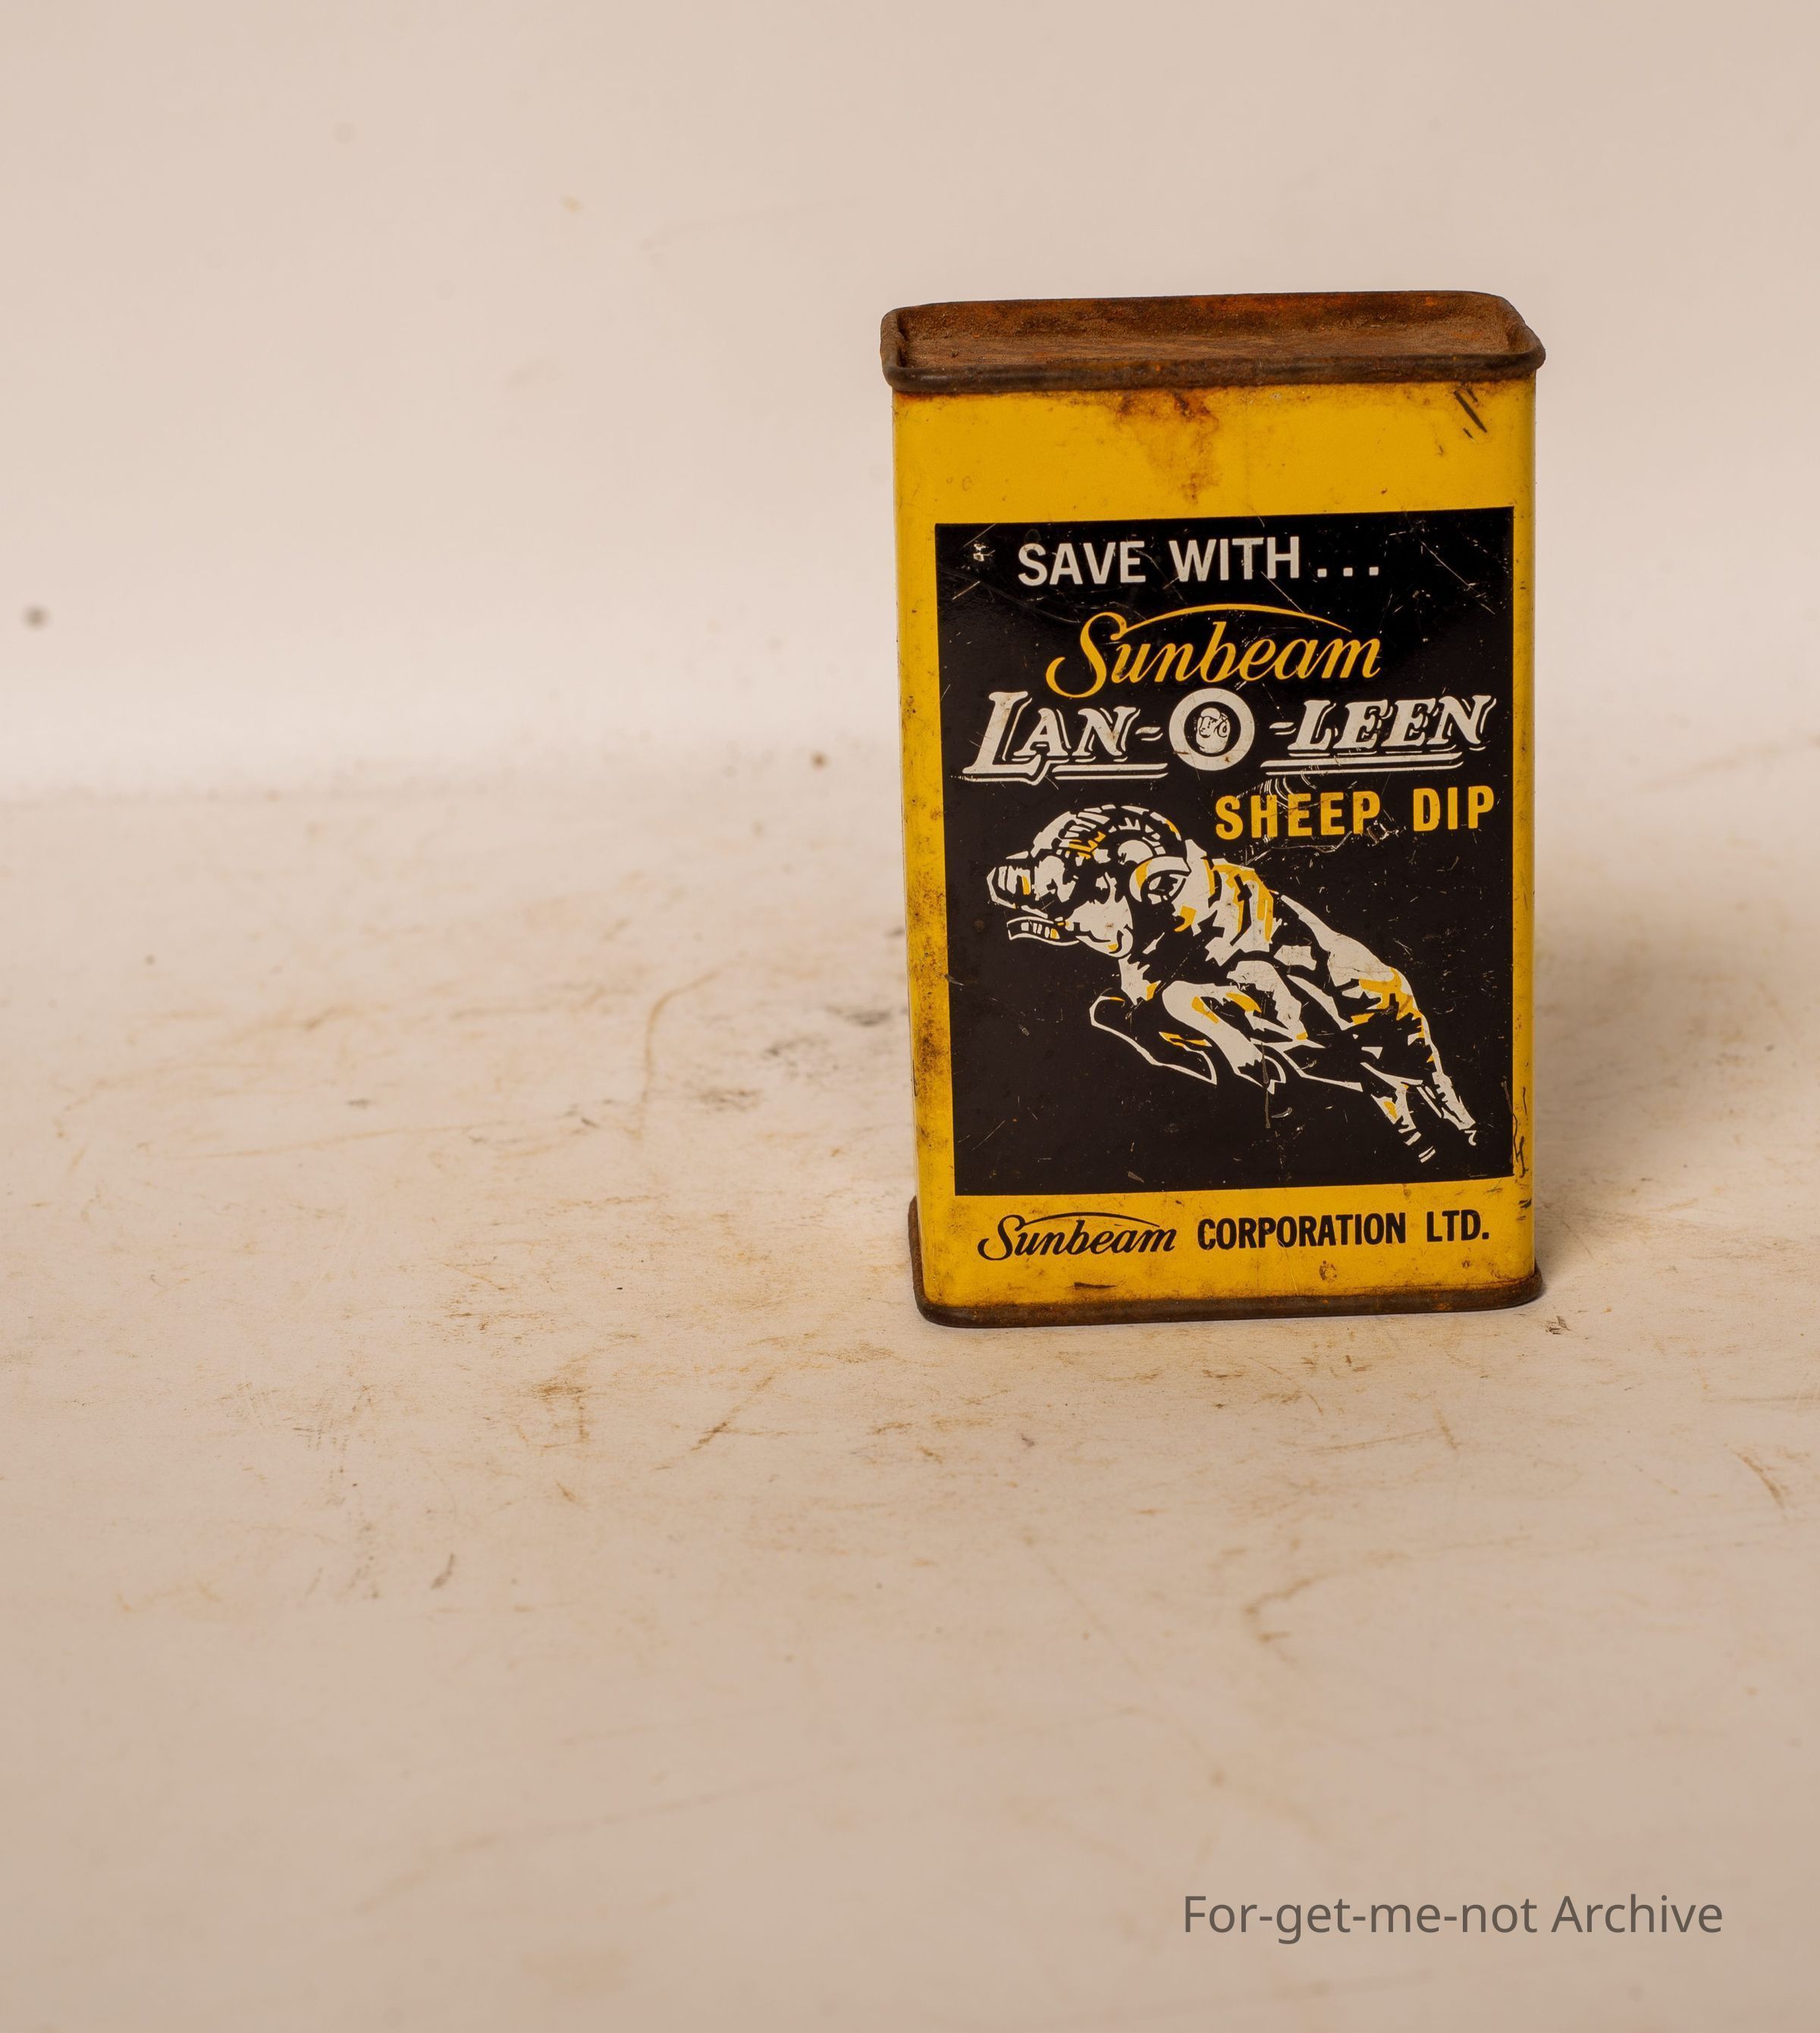 SAVE WITH...
Sunbeam
LAN-O-LEEN
SHEEP DIP
Sunbeam CORPORATION LTD.
For-get-me-not Archive